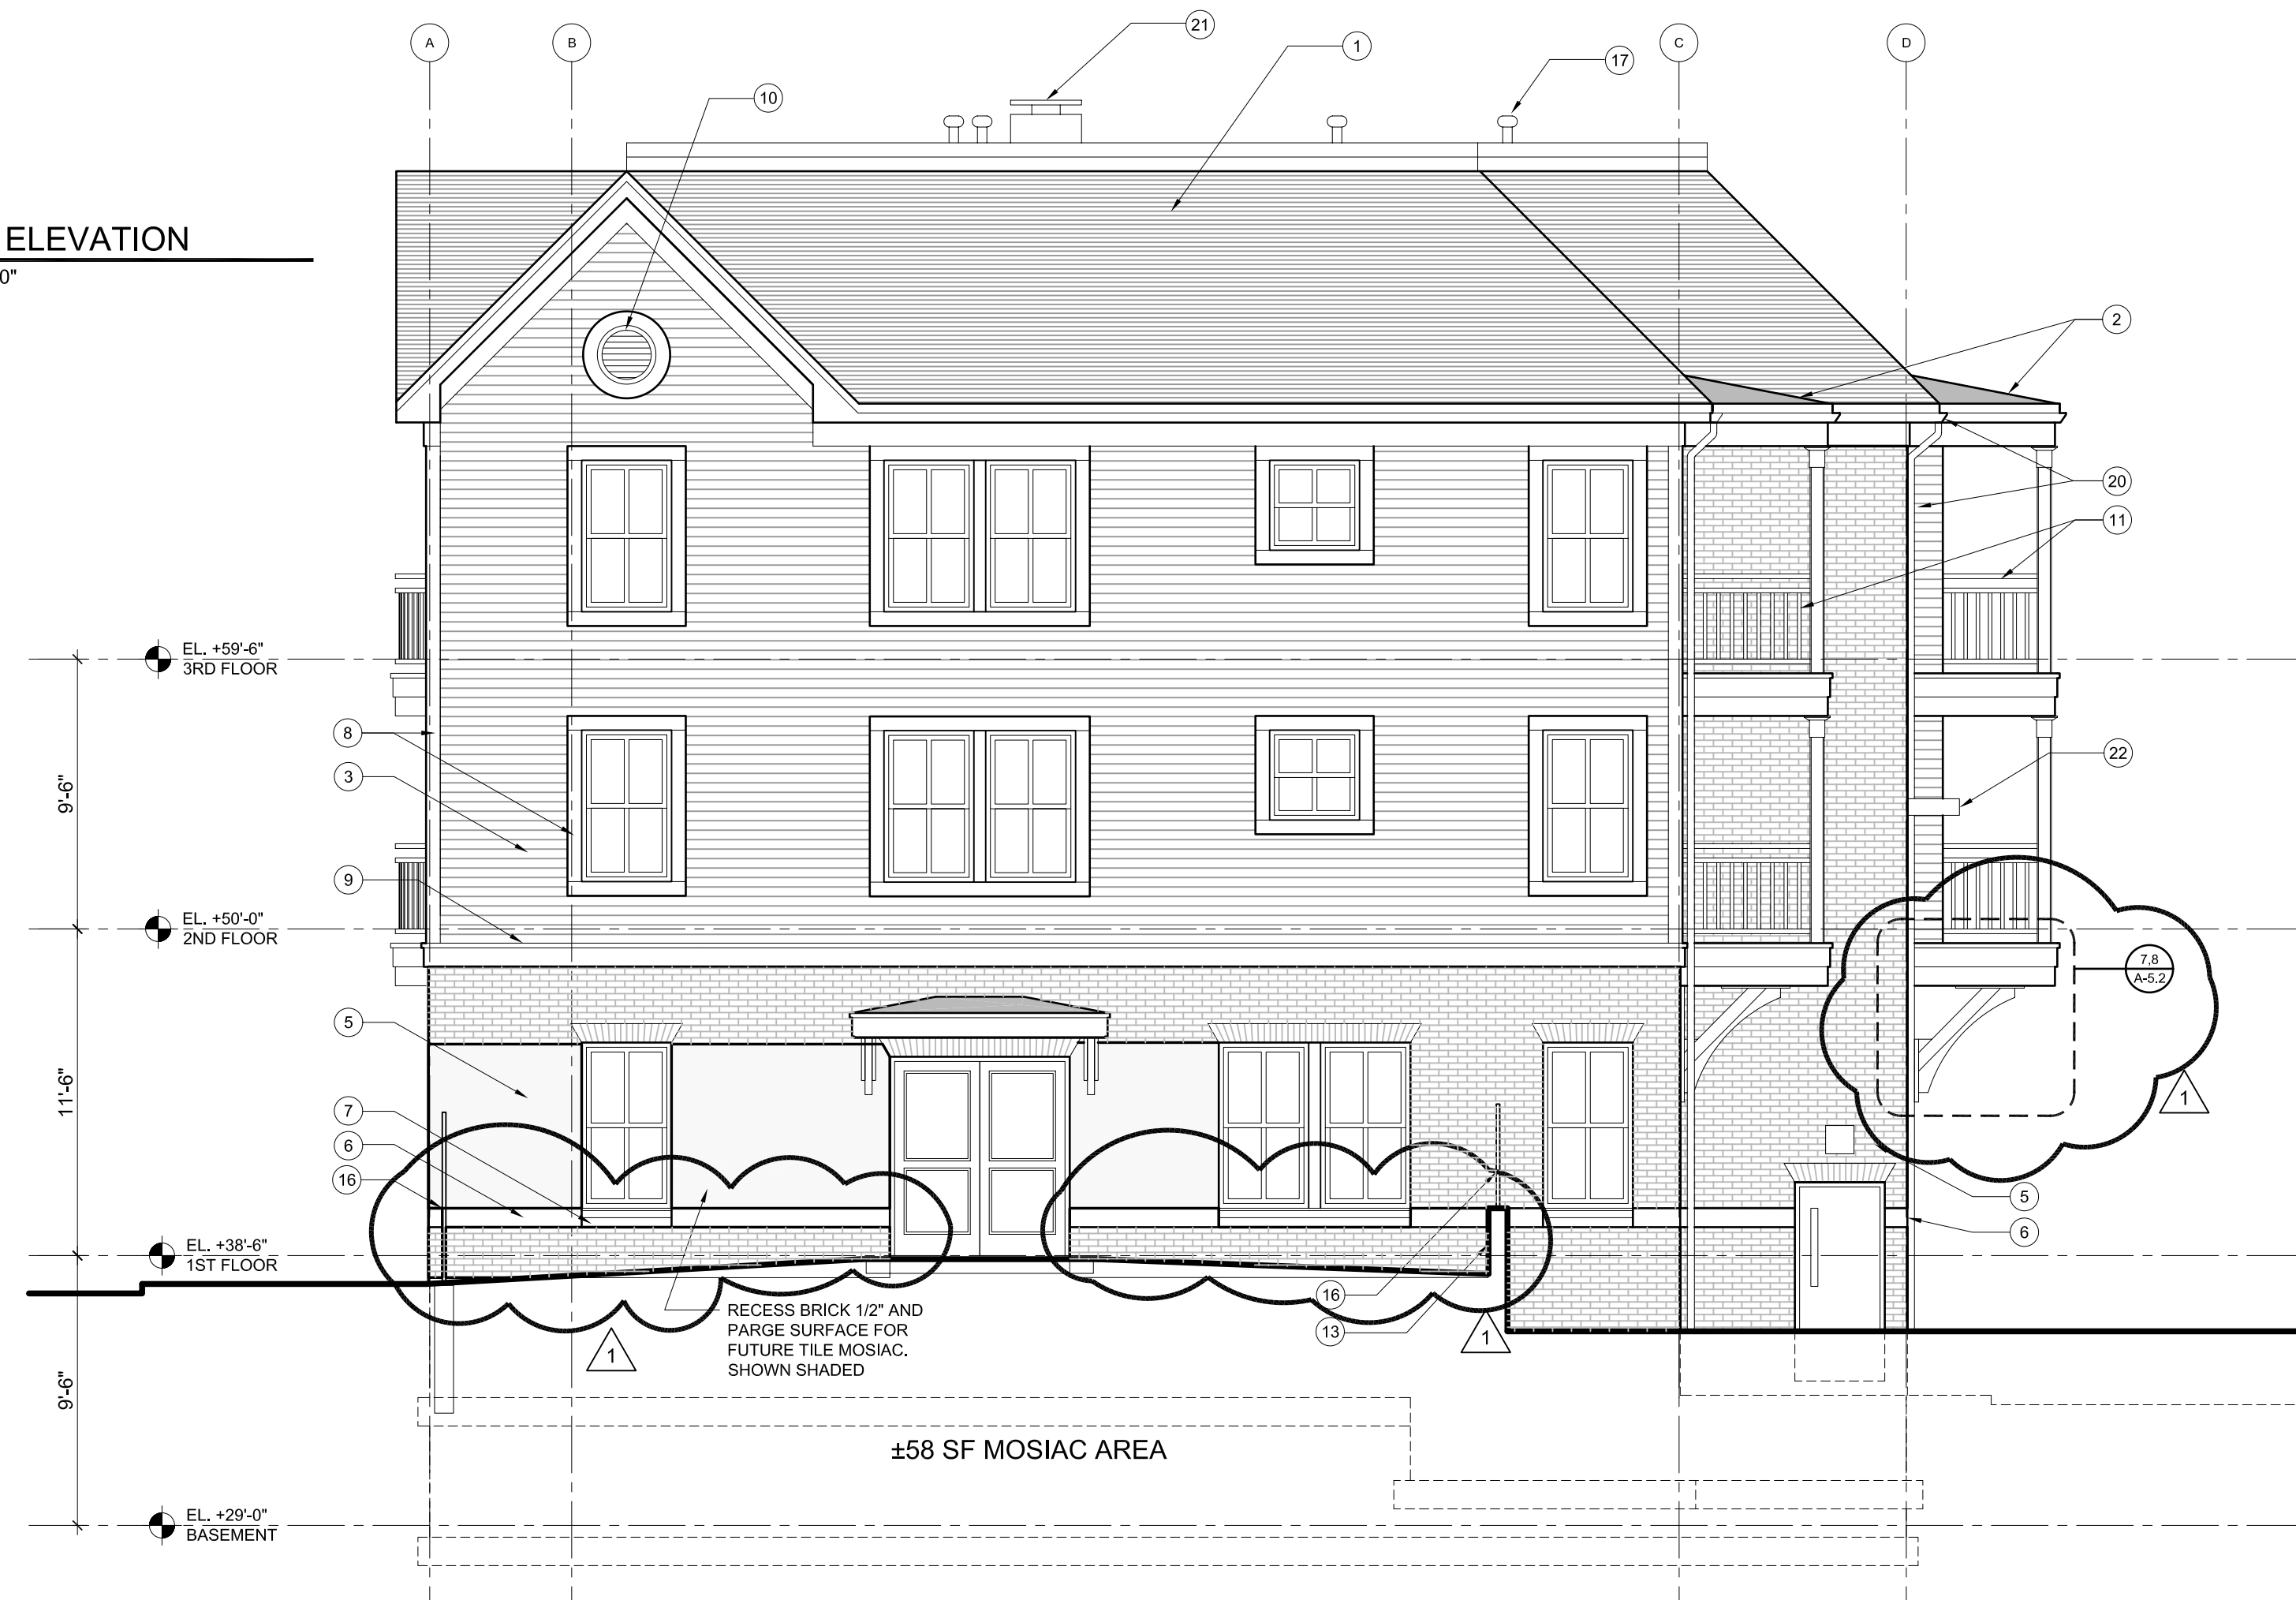 A
B
21
1
17
C
D
10
ELEVATION
0"
2
20
11
EL. +59'-6"
3RD FLOOR
8
3
22
9'-6"
9
EL. +50'-0"
2ND FLOOR
7,8
A-5.2
5
11'-6"
1
7
6
16
5
6
EL. +38'-6"
1ST FLOOR
16
13
1
1
RECESS BRICK 1/2" AND
PARGE SURFACE FOR
FUTURE TILE MOSIAC.
SHOWN SHADED
9'-6"
±58 SF MOSIAC AREA
EL. +29'-0"
BASEMENT